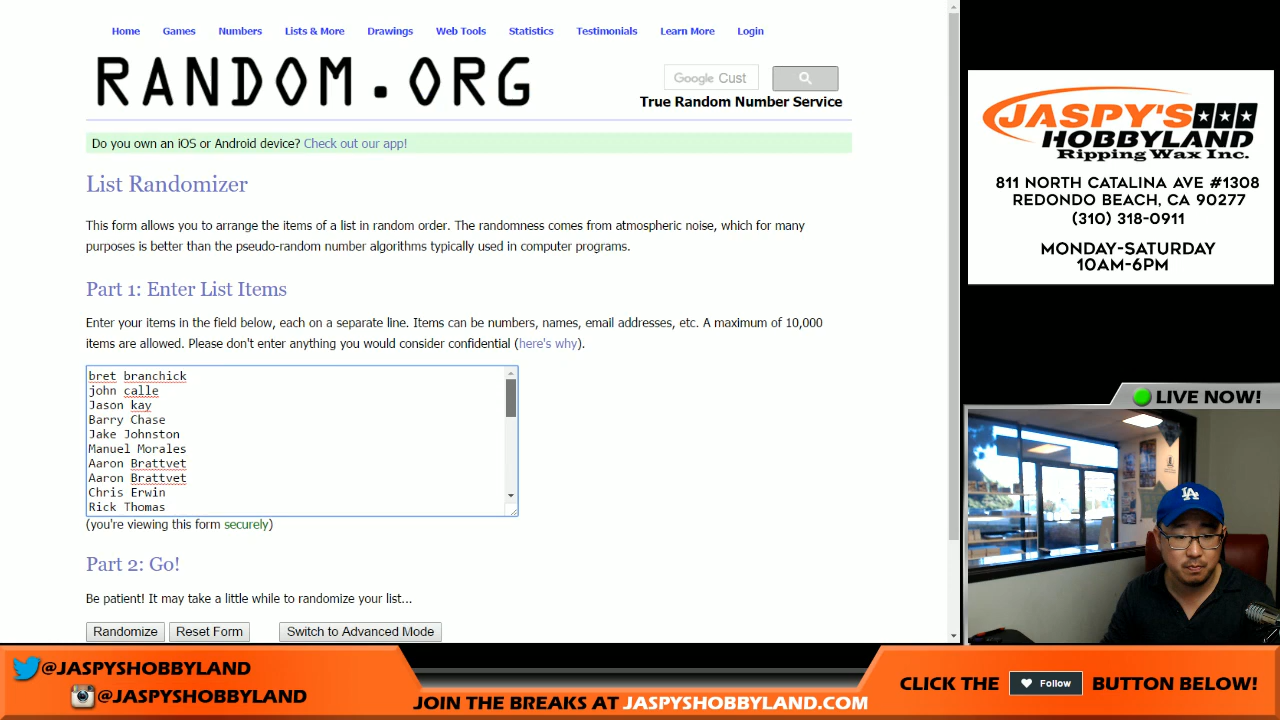 Home Games Numbers Lists & More Drawings Web Tools Statistics Testimonials Learn More Login
RANDOM.ORG
Google Cust
True Random Number Service
Do you own an iOS or Android device? Check out our app!
List Randomizer
This form allows you to arrange the items of a list in random order. The randomness comes from atmospheric noise, which for many
purposes is better than the pseudo-random number algorithms typically used in computer programs.
Part 1: Enter List Items
Enter your items in the field below, each on a separate line. Items can be numbers, names, email addresses, etc. A maximum of 10,000
items are allowed. Please don't enter anything you would consider confidential (here's why).
bret branchick
john calle
Jason kay
Barry Chase
Jake Johnston
Manuel Morales
Aaron Brattvet
Aaron Brattvet
Chris Erwin
Rick Thomas
(you're viewing this form securely)
Part 2: Go!
Be patient! It may take a little while to randomize your list...
Randomize Reset Form Switch to Advanced Mode
JASPY'S
HOBBYLAND
Ripping Wax Inc.
811 NORTH CATALINA AVE #1308
REDONDO BEACH, CA 90277
(310) 318-0911
MONDAY-SATURDAY
10AM-6PM
LIVE NOW!
LA
@JASPYSHOBBYLAND
@JASPYSHOBBYLAND
JOIN THE BREAKS AT JASPYSHOBBYLAND.COM
CLICK THE Follow BUTTON BELOW!